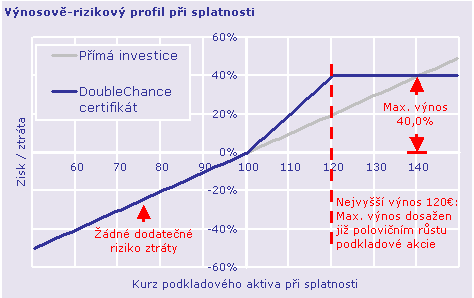 Výnosově-rizikový profil při splatnosti
Zisk / ztráta
60%
40%
20%
0%
-20%
-40%
-60%
Přímá investice
DoubleChance
certifikát
60 70 80 90 100 110 120 130 140
Max. výnos
40,0%
Žádné dodatečné
riziko ztráty
Nejvyšší výnos 120€:
Max. výnos dosažen
již polovičním růstu
podkladové akcie
Kurz podkladového aktiva při splatnosti